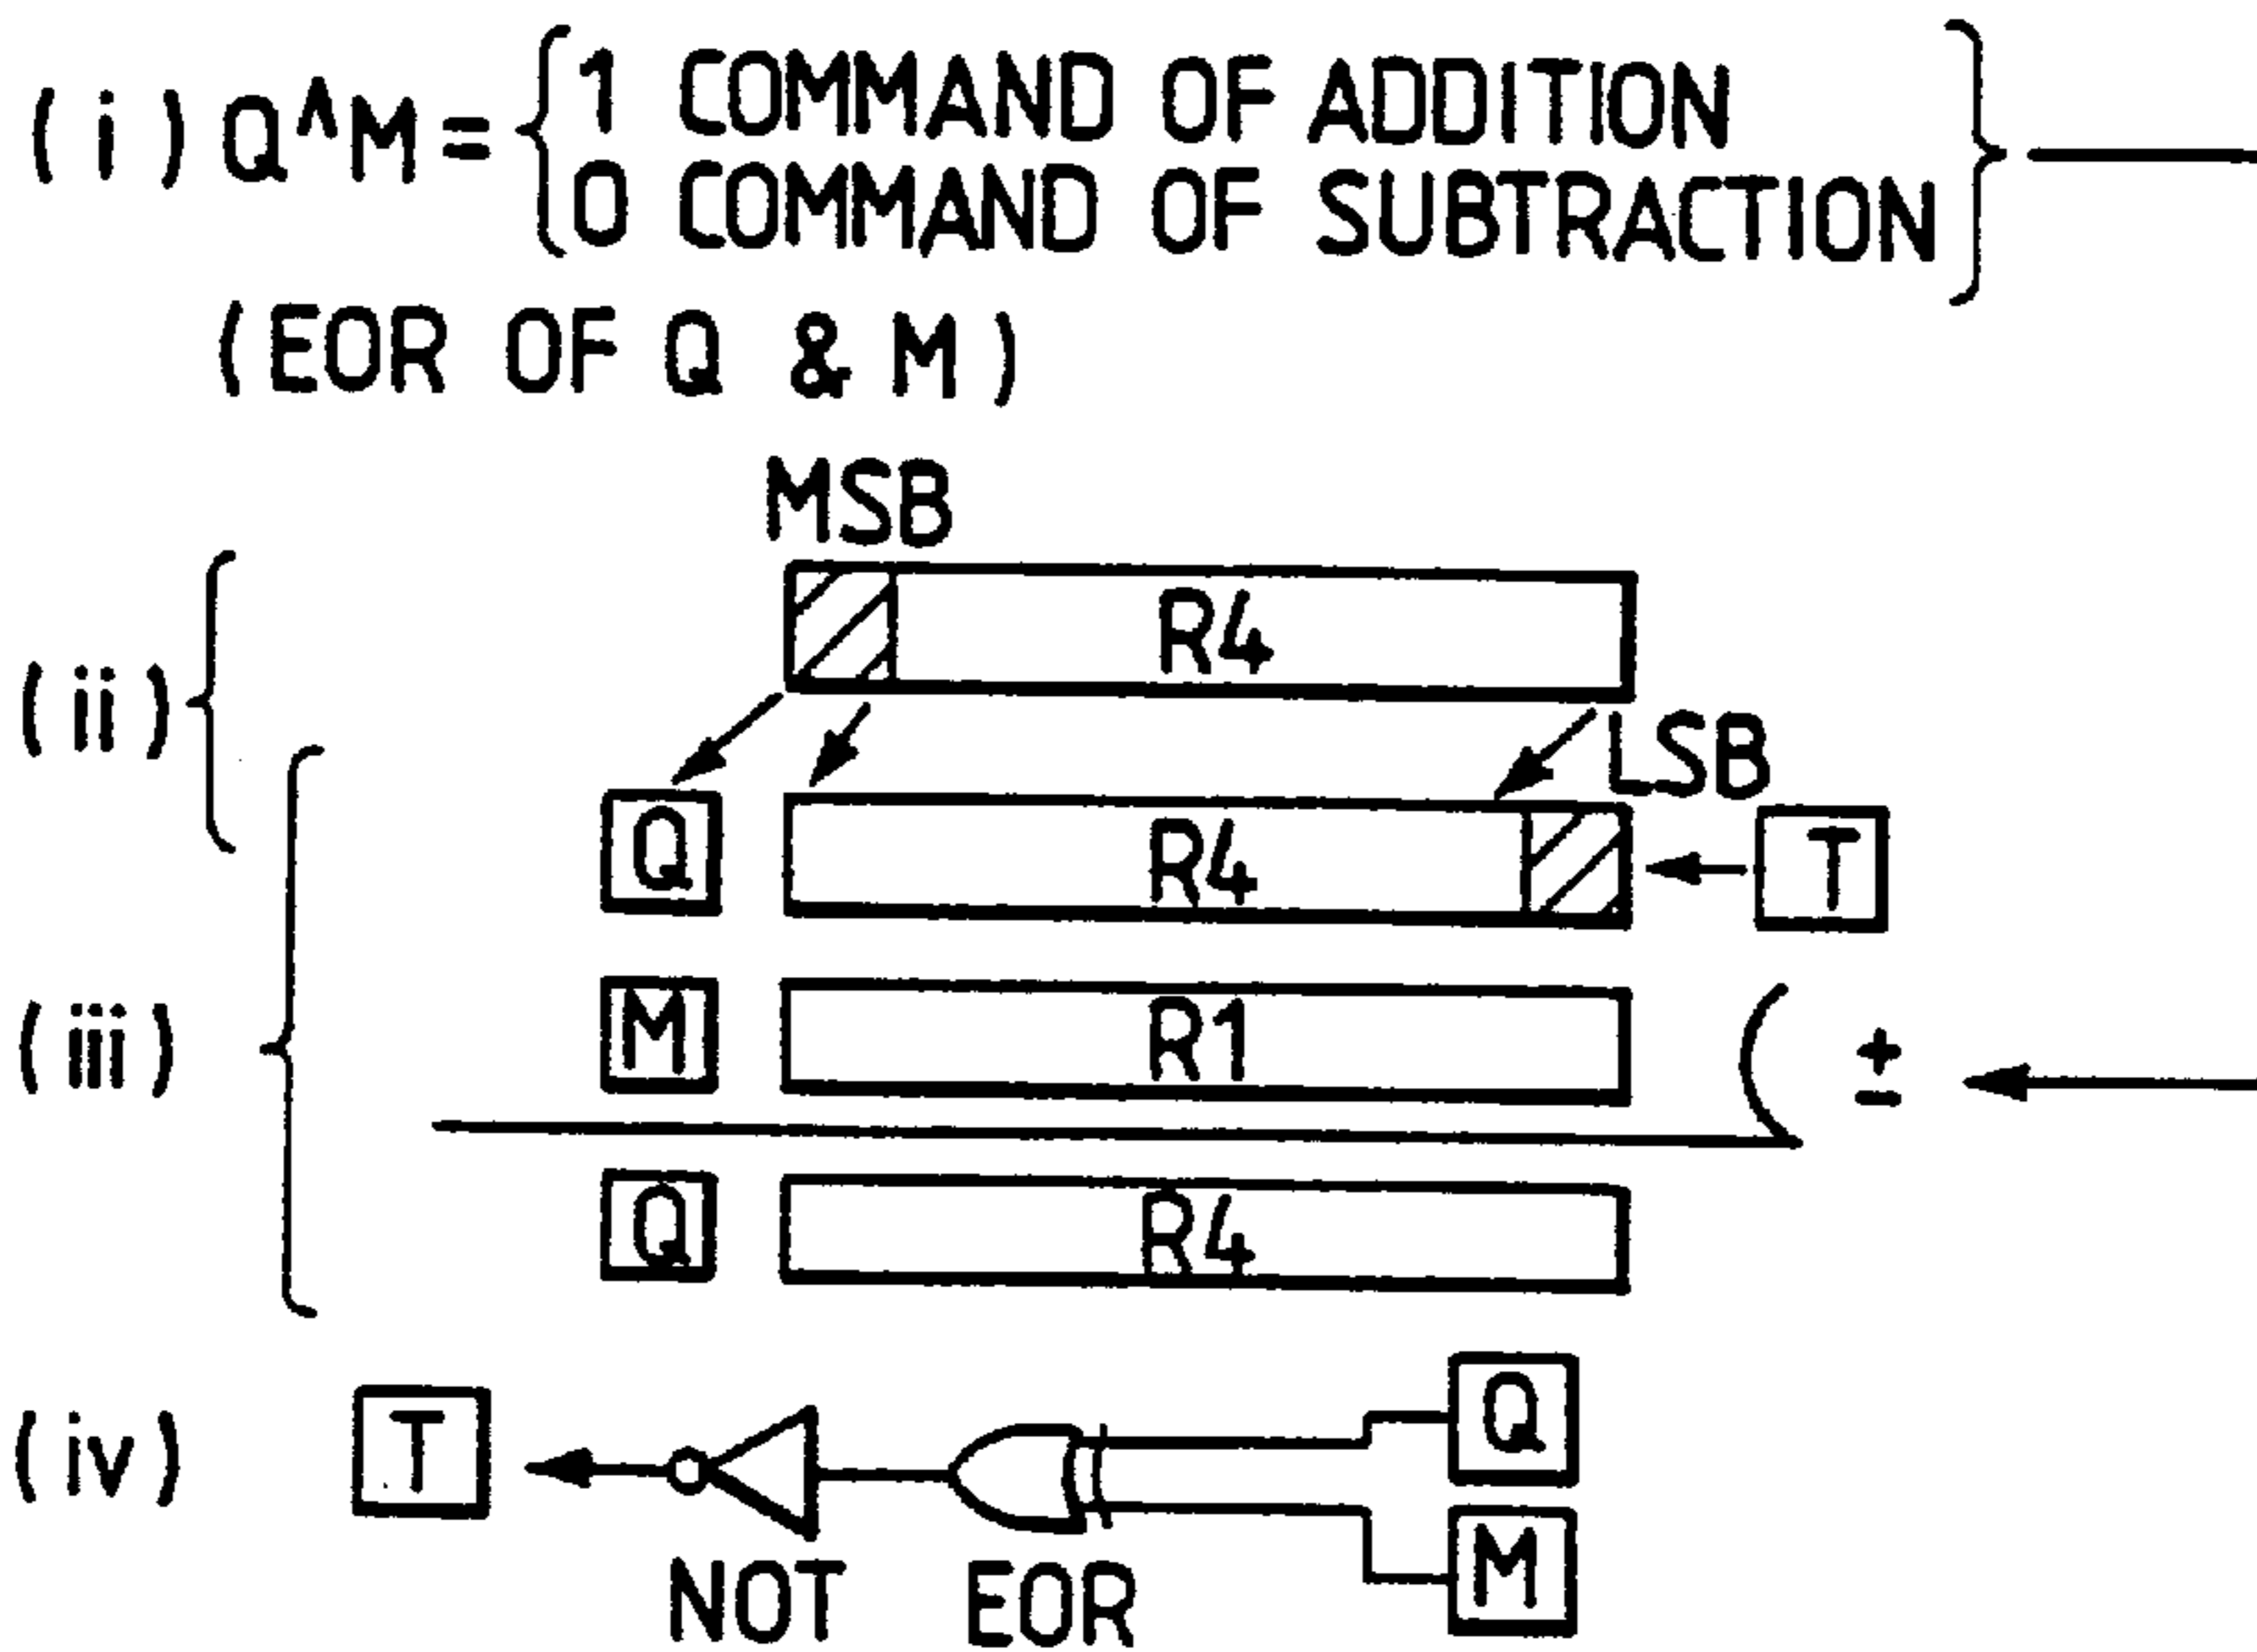 (i) Q^M= {1 COMMAND OF ADDITION
0 COMMAND OF SUBTRACTION}
(EOR OF Q & M)
MSB
(ii)
R4
LSB
Q R4 T
(iii)
M R1 ( ±
Q R4
(iv) T
Q
M
NOT EOR